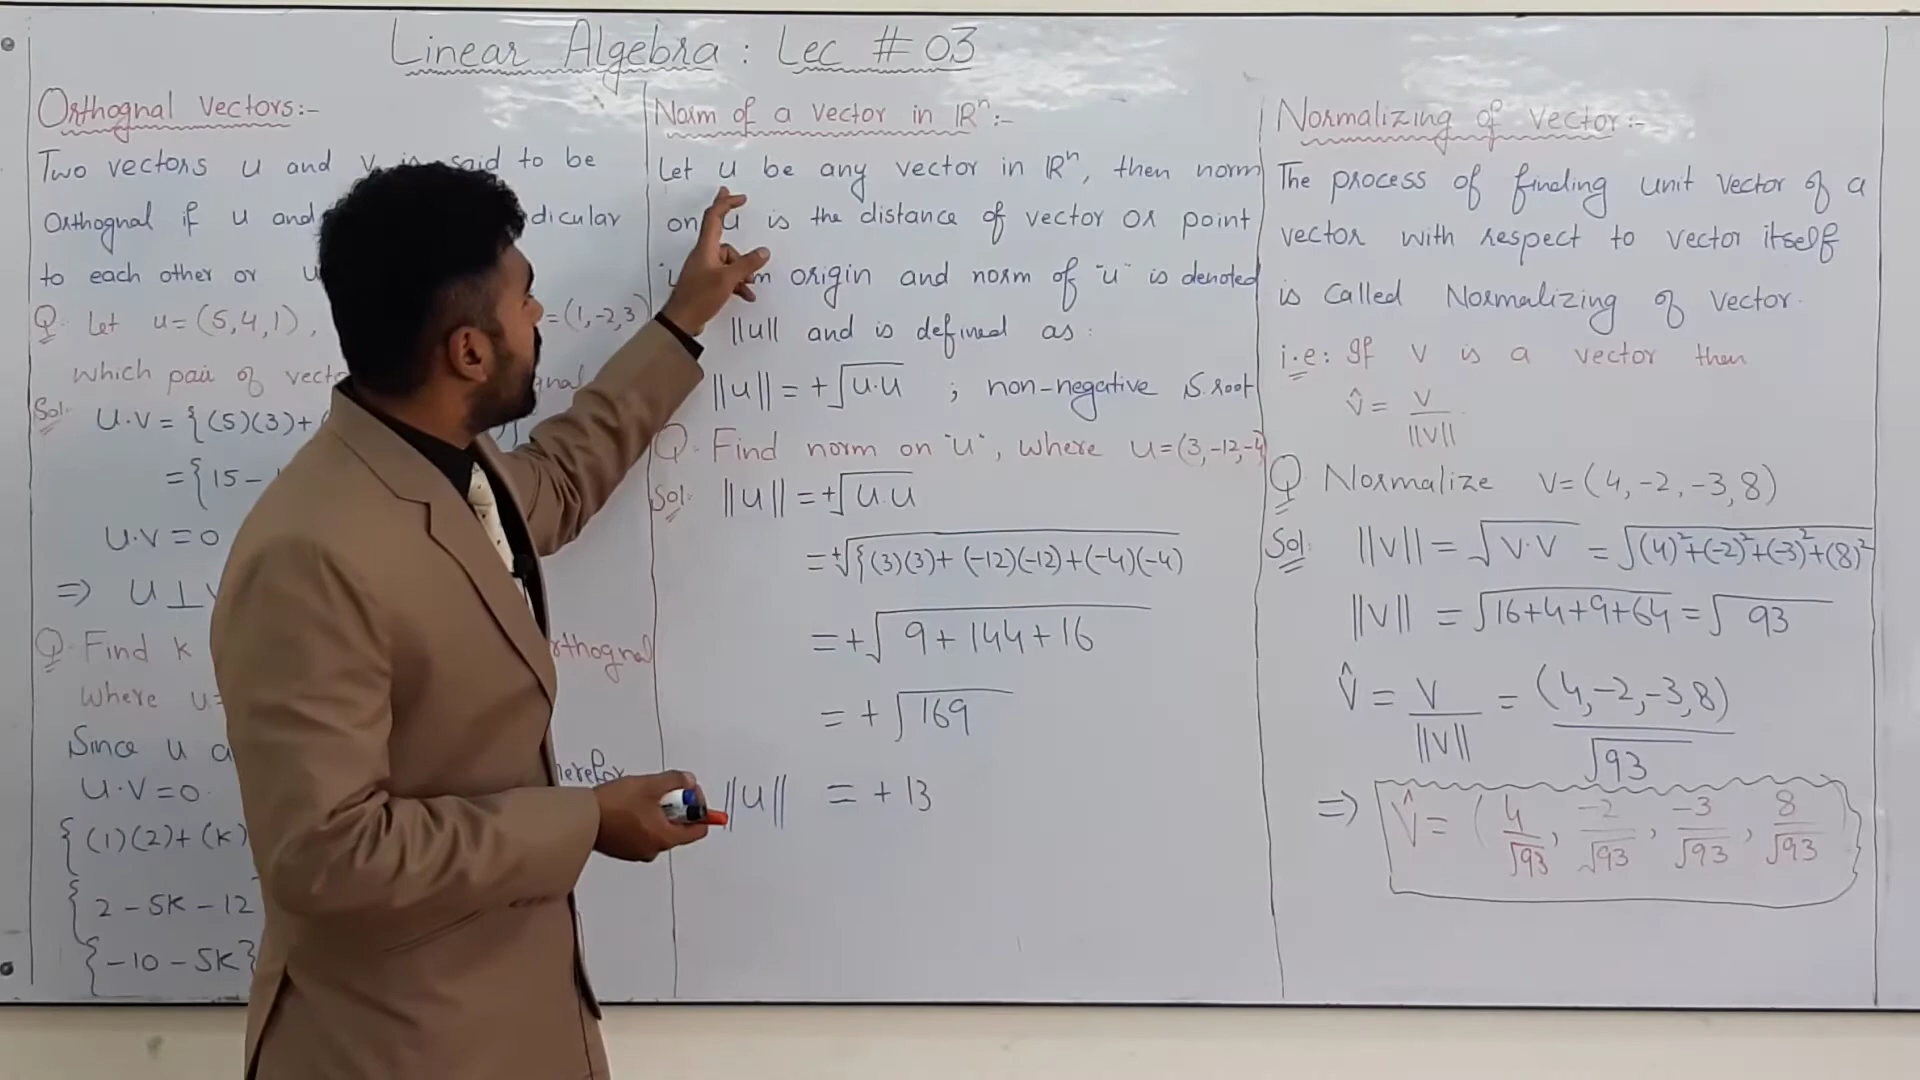 Linear Algebra : Lec # 03
Orthognal Vectors:-
Two vectors u and said to be
Orthognal if u and dicular
to each other or u
Q. Let u=(5,4,1), =(1,-2,3)
which pair of
Sol: U.V = {(5)(3)+
={15-
U.V=0
=> U⊥V
Q. Find K orthognal
where u=
Since u
U.V=0.
{(1)(2)+(K)
{2-5K-12
{-10-5K}
Norm of a vector in ℝⁿ:-
Let u be any vector in ℝⁿ, then norm
on u is the distance of vector or point
origin and norm of "u" is denoted
||u|| and is defined as:
||u|| = +√u.u ; non-negative S.root
Q. Find norm on "u", where u=(3,-12,-4)
Sol: ||u|| = +√u.u
= +√{(3)(3)+(-12)(-12)+(-4)(-4)
= +√9+144+16
= +√169
||u|| = +13
Normalizing of vector:-
The process of finding unit vector of a
vector with respect to vector itself
is called Normalizing of vector.
i.e: If V is a vector then
V̂ = V/||V||
Q Normalize V=(4,-2,-3,8)
Sol: ||V|| = √V.V = √(4)²+(-2)²+(-3)²+(8)²
||V|| = √16+4+9+64 = √93
V̂ = V/||V|| = (4,-2,-3,8)/√93
=> V̂ = (4/√93, -2/√93, -3/√93, 8/√93